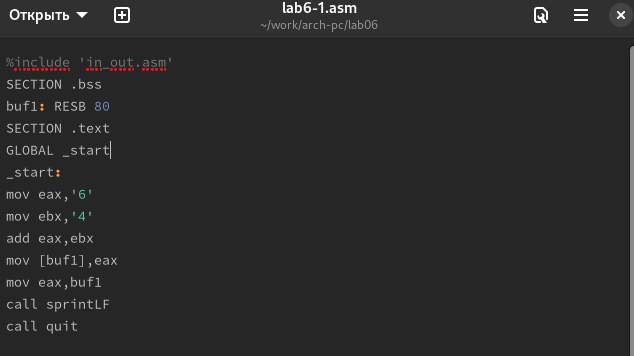 Открыть
lab6-1.asm
~/work/arch-pc/lab06
%include 'in_out.asm'
SECTION .bss
buf1: RESB 80
SECTION .text
GLOBAL _start
_start:
mov eax,'6'
mov ebx,'4'
add eax,ebx
mov [buf1],eax
mov eax,buf1
call sprintLF
call quit